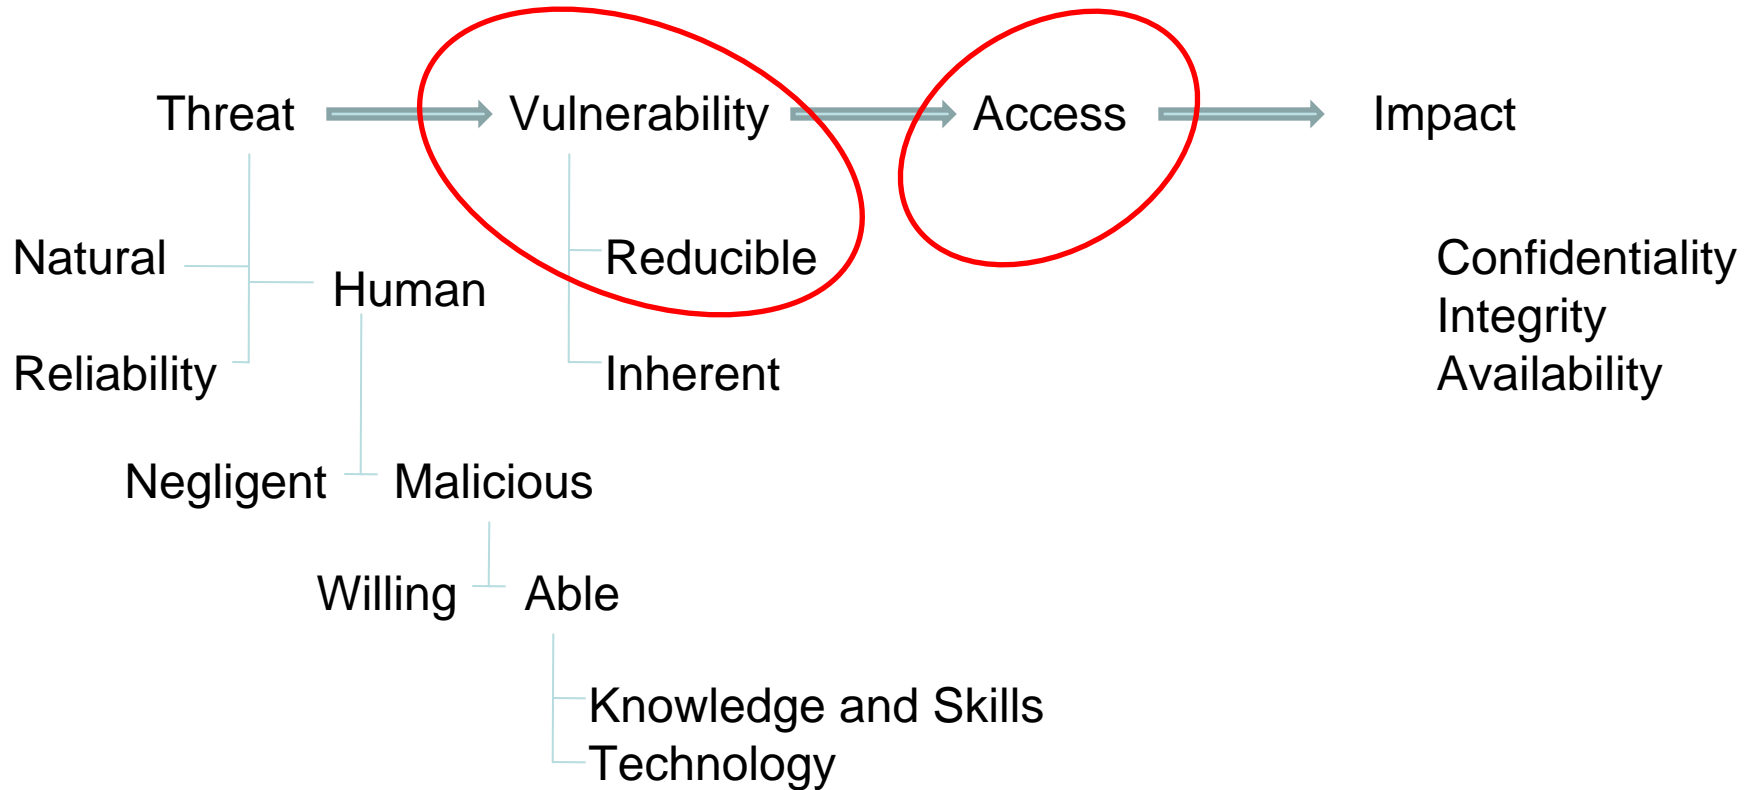 Threat
Vulnerability
Access
Impact
Natural
Human
Reliability
Reducible
Inherent
Confidentiality
Integrity
Availability
Negligent
Malicious
Willing
Able
Knowledge and Skills
Technology